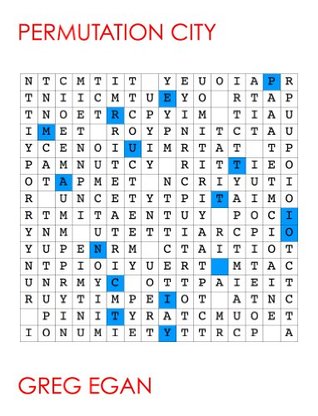 PERMUTATION CITY
N T C M T I T   Y E U O I A P R
T N I I C M T U E Y O   R T A P
T N O E T R C P Y I M   T I A U
I M E T   R O Y P N I T C T A U
Y C E N O I U I M R T A T   T P
P A M N U T C Y   R I T T I E O
O T A P M E T   N C R I Y U T I
R   U N C E T Y T P I T A I M O
R T M I T A E N T U Y   P O C I
Y N M   U T E T T I A R C P I O
Y U P E N R M   C T A I T I O T
N T P I O I Y U E R T     M T A C
U N R M Y C   O T T P A I E I T
R U Y T I M P E I O T   A T N C
  P I N I T Y R A T C M U O E T
I O N U M I E T Y T T R C P   A
GREG EGAN